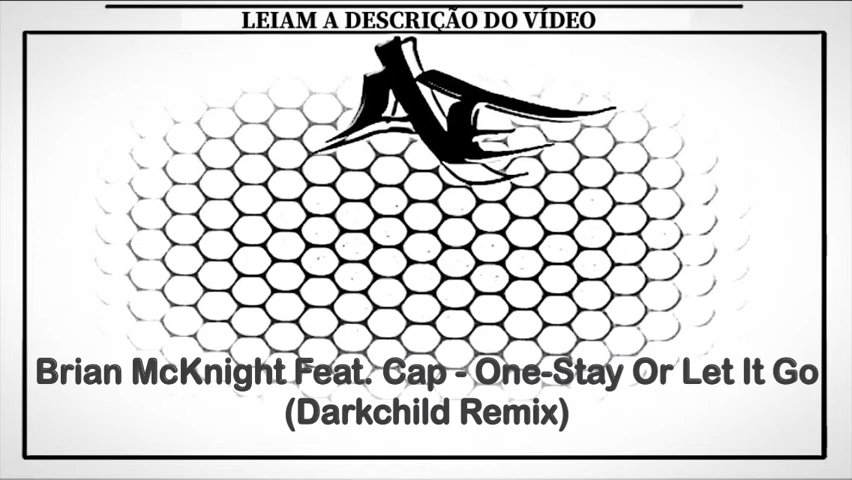 LEIAM A DESCRIÇÃO DO VÍDEO
Brian McKnight Feat. Cap - One-Stay Or Let It Go
(Darkchild Remix)